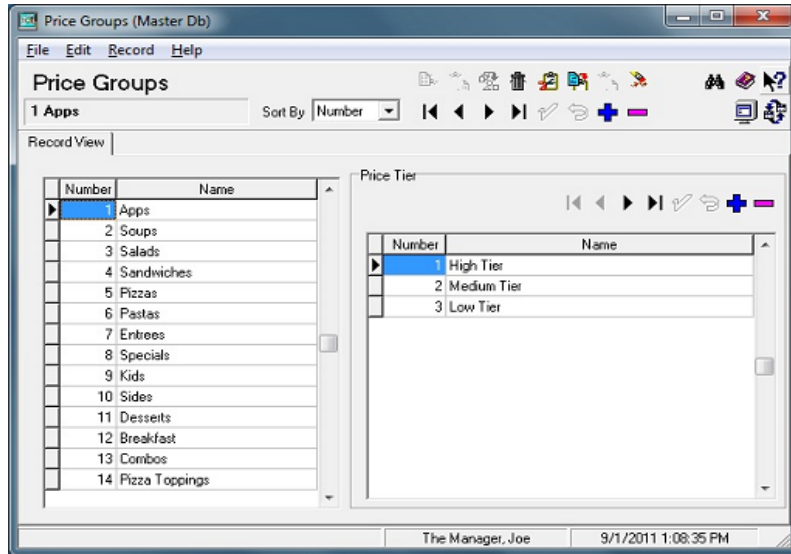 Price Groups (Master Db)
File Edit Record Help
Price Groups
1 Apps
Sort By Number
Record View
Number Name
1 Apps
2 Soups
3 Salads
4 Sandwiches
5 Pizzas
6 Pastas
7 Entrees
8 Specials
9 Kids
10 Sides
11 Desserts
12 Breakfast
13 Combos
14 Pizza Toppings
Price Tier
Number Name
1 High Tier
2 Medium Tier
3 Low Tier
The Manager, Joe 9/1/2011 1:08:35 PM